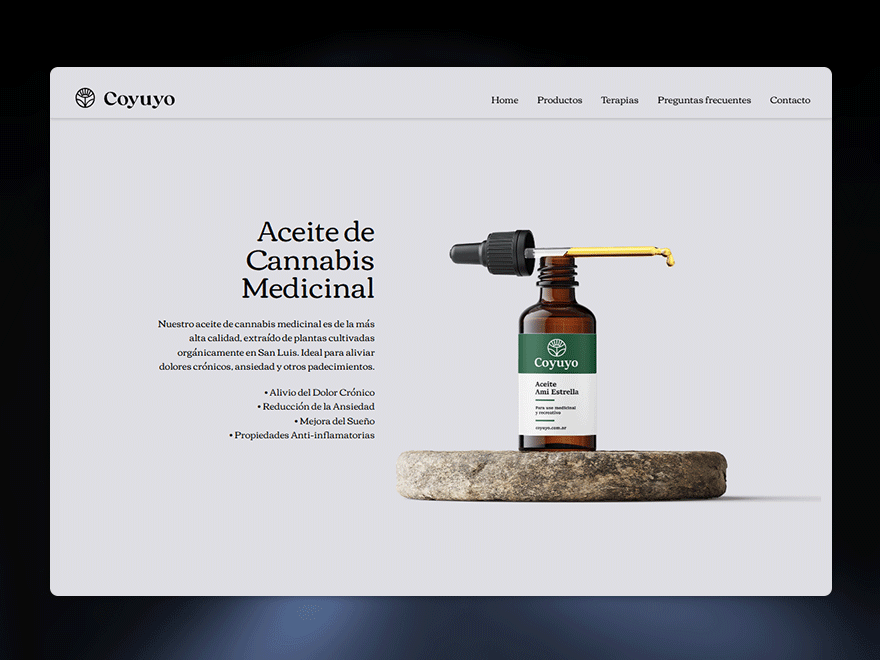 Coyuyo
Home Productos Terapias Preguntas frecuentes Contacto
Aceite de
Cannabis
Medicinal
Nuestro aceite de cannabis medicinal es de la más
alta calidad, extraído de plantas cultivadas
orgánicamente en San Luis. Ideal para aliviar
dolores crónicos, ansiedad y otros padecimientos.
• Alivio del Dolor Crónico
• Reducción de la Ansiedad
• Mejora del Sueño
• Propiedades Anti-inflamatorias
Coyuyo
Aceite
Ami Estrella
Para uso medicinal
y recreativo
coyuyo.com.ar